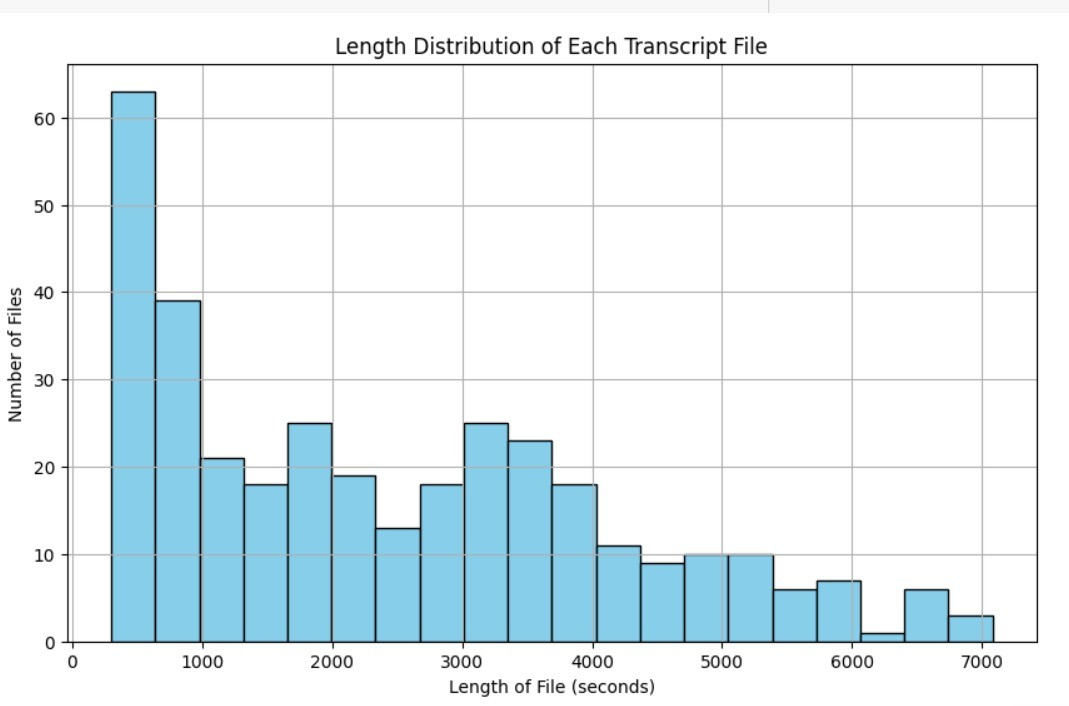 Length Distribution of Each Transcript File
Number of Files
60
50
40
30
20
10
0
0 1000 2000 3000 4000 5000 6000 7000
Length of File (seconds)